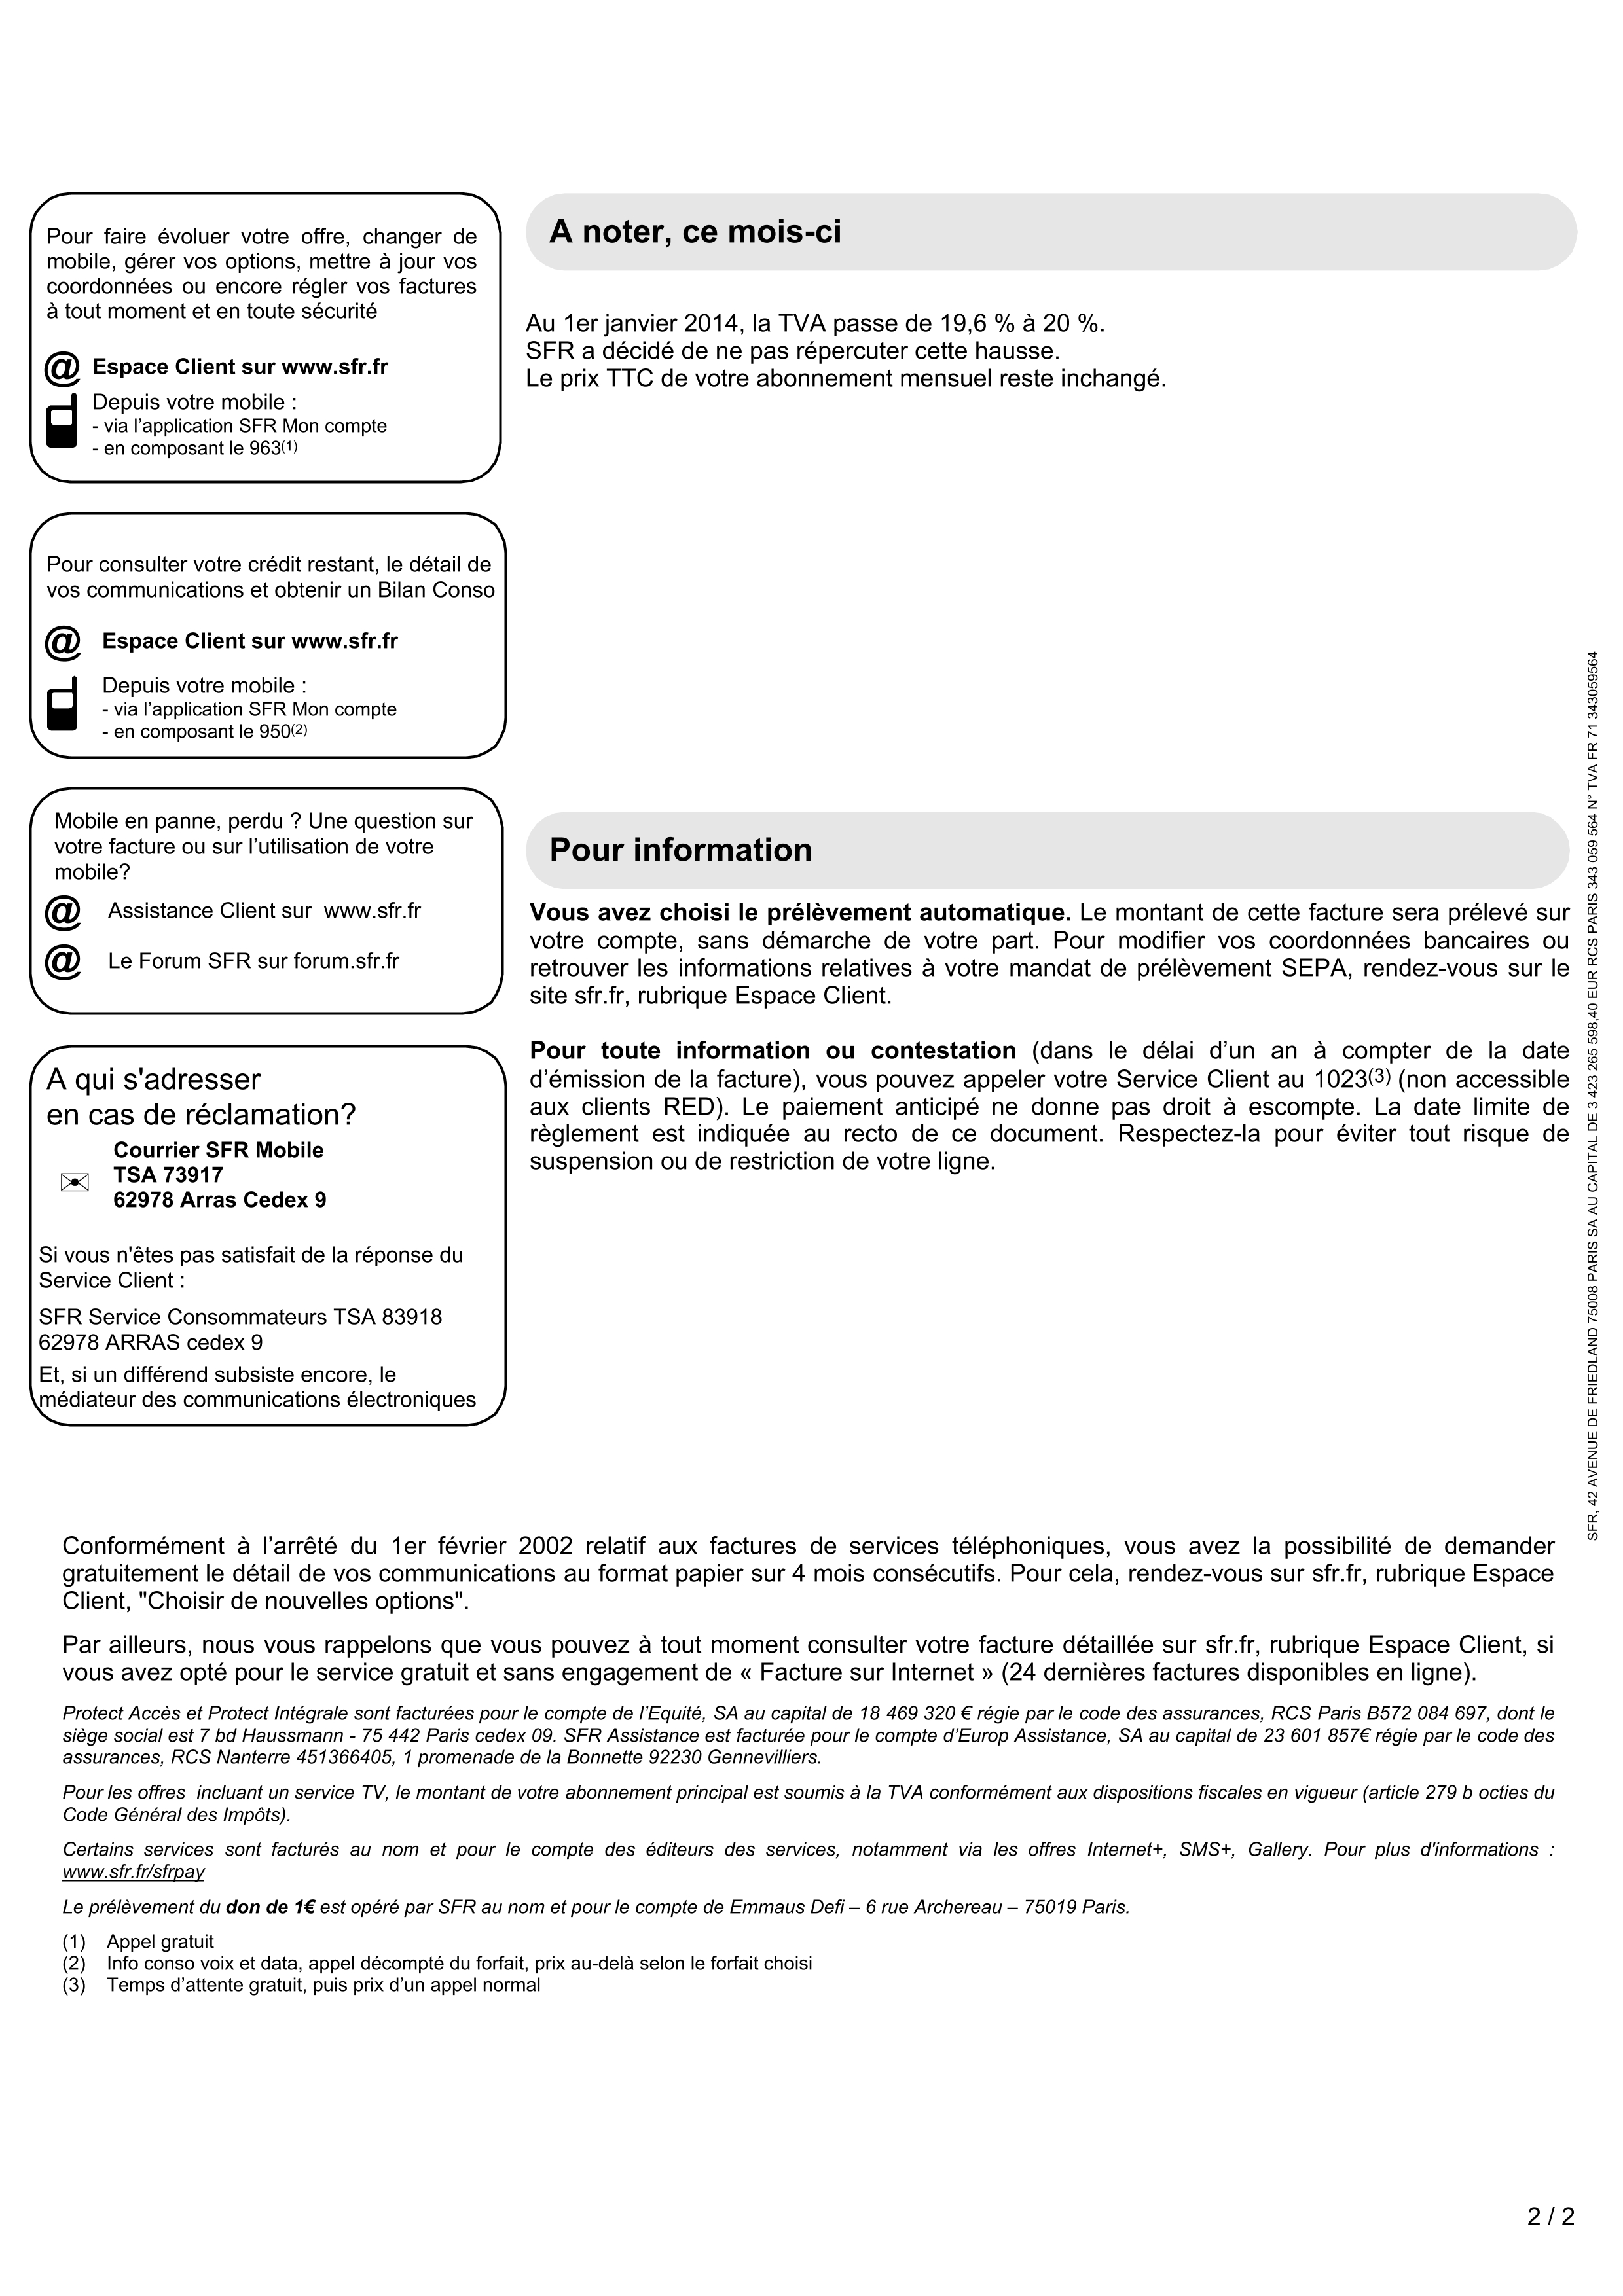 Pour faire évoluer votre offre, changer de
mobile, gérer vos options, mettre à jour vos
coordonnées ou encore régler vos factures
à tout moment et en toute sécurité
@ Espace Client sur www.sfr.fr
Depuis votre mobile :
- via l’application SFR Mon compte
- en composant le 963(1)
Pour consulter votre crédit restant, le détail de
vos communications et obtenir un Bilan Conso
@ Espace Client sur www.sfr.fr
Depuis votre mobile :
- via l’application SFR Mon compte
- en composant le 950(2)
Mobile en panne, perdu ? Une question sur
votre facture ou sur l’utilisation de votre
mobile?
@ Assistance Client sur www.sfr.fr
@ Le Forum SFR sur forum.sfr.fr
A qui s'adresser
en cas de réclamation?
Courrier SFR Mobile
TSA 73917
62978 Arras Cedex 9
Si vous n'êtes pas satisfait de la réponse du
Service Client :
SFR Service Consommateurs TSA 83918
62978 ARRAS cedex 9
Et, si un différend subsiste encore, le
médiateur des communications électroniques
A noter, ce mois-ci
Au 1er janvier 2014, la TVA passe de 19,6 % à 20 %.
SFR a décidé de ne pas répercuter cette hausse.
Le prix TTC de votre abonnement mensuel reste inchangé.
Pour information
Vous avez choisi le prélèvement automatique. Le montant de cette facture sera prélevé sur
votre compte, sans démarche de votre part. Pour modifier vos coordonnées bancaires ou
retrouver les informations relatives à votre mandat de prélèvement SEPA, rendez-vous sur le
site sfr.fr, rubrique Espace Client.
Pour toute information ou contestation (dans le délai d’un an à compter de la date
d’émission de la facture), vous pouvez appeler votre Service Client au 1023(3) (non accessible
aux clients RED). Le paiement anticipé ne donne pas droit à escompte. La date limite de
règlement est indiquée au recto de ce document. Respectez-la pour éviter tout risque de
suspension ou de restriction de votre ligne.
SFR, 42 AVENUE DE FRIEDLAND 75008 PARIS SA AU CAPITAL DE 3 423 265 598,40 EUR RCS PARIS 343 059 564 N° TVA FR 71 343059564
Conformément à l’arrêté du 1er février 2002 relatif aux factures de services téléphoniques, vous avez la possibilité de demander
gratuitement le détail de vos communications au format papier sur 4 mois consécutifs. Pour cela, rendez-vous sur sfr.fr, rubrique Espace
Client, "Choisir de nouvelles options".
Par ailleurs, nous vous rappelons que vous pouvez à tout moment consulter votre facture détaillée sur sfr.fr, rubrique Espace Client, si
vous avez opté pour le service gratuit et sans engagement de « Facture sur Internet » (24 dernières factures disponibles en ligne).
Protect Accès et Protect Intégrale sont facturées pour le compte de l’Equité, SA au capital de 18 469 320 € régie par le code des assurances, RCS Paris B572 084 697, dont le
siège social est 7 bd Haussmann - 75 442 Paris cedex 09. SFR Assistance est facturée pour le compte d’Europ Assistance, SA au capital de 23 601 857€ régie par le code des
assurances, RCS Nanterre 451366405, 1 promenade de la Bonnette 92230 Gennevilliers.
Pour les offres incluant un service TV, le montant de votre abonnement principal est soumis à la TVA conformément aux dispositions fiscales en vigueur (article 279 b octies du
Code Général des Impôts).
Certains services sont facturés au nom et pour le compte des éditeurs des services, notamment via les offres Internet+, SMS+, Gallery. Pour plus d'informations :
www.sfr.fr/sfrpay
Le prélèvement du don de 1€ est opéré par SFR au nom et pour le compte de Emmaus Defi – 6 rue Archereau – 75019 Paris.
(1) Appel gratuit
(2) Info conso voix et data, appel décompté du forfait, prix au-delà selon le forfait choisi
(3) Temps d’attente gratuit, puis prix d’un appel normal
2 / 2